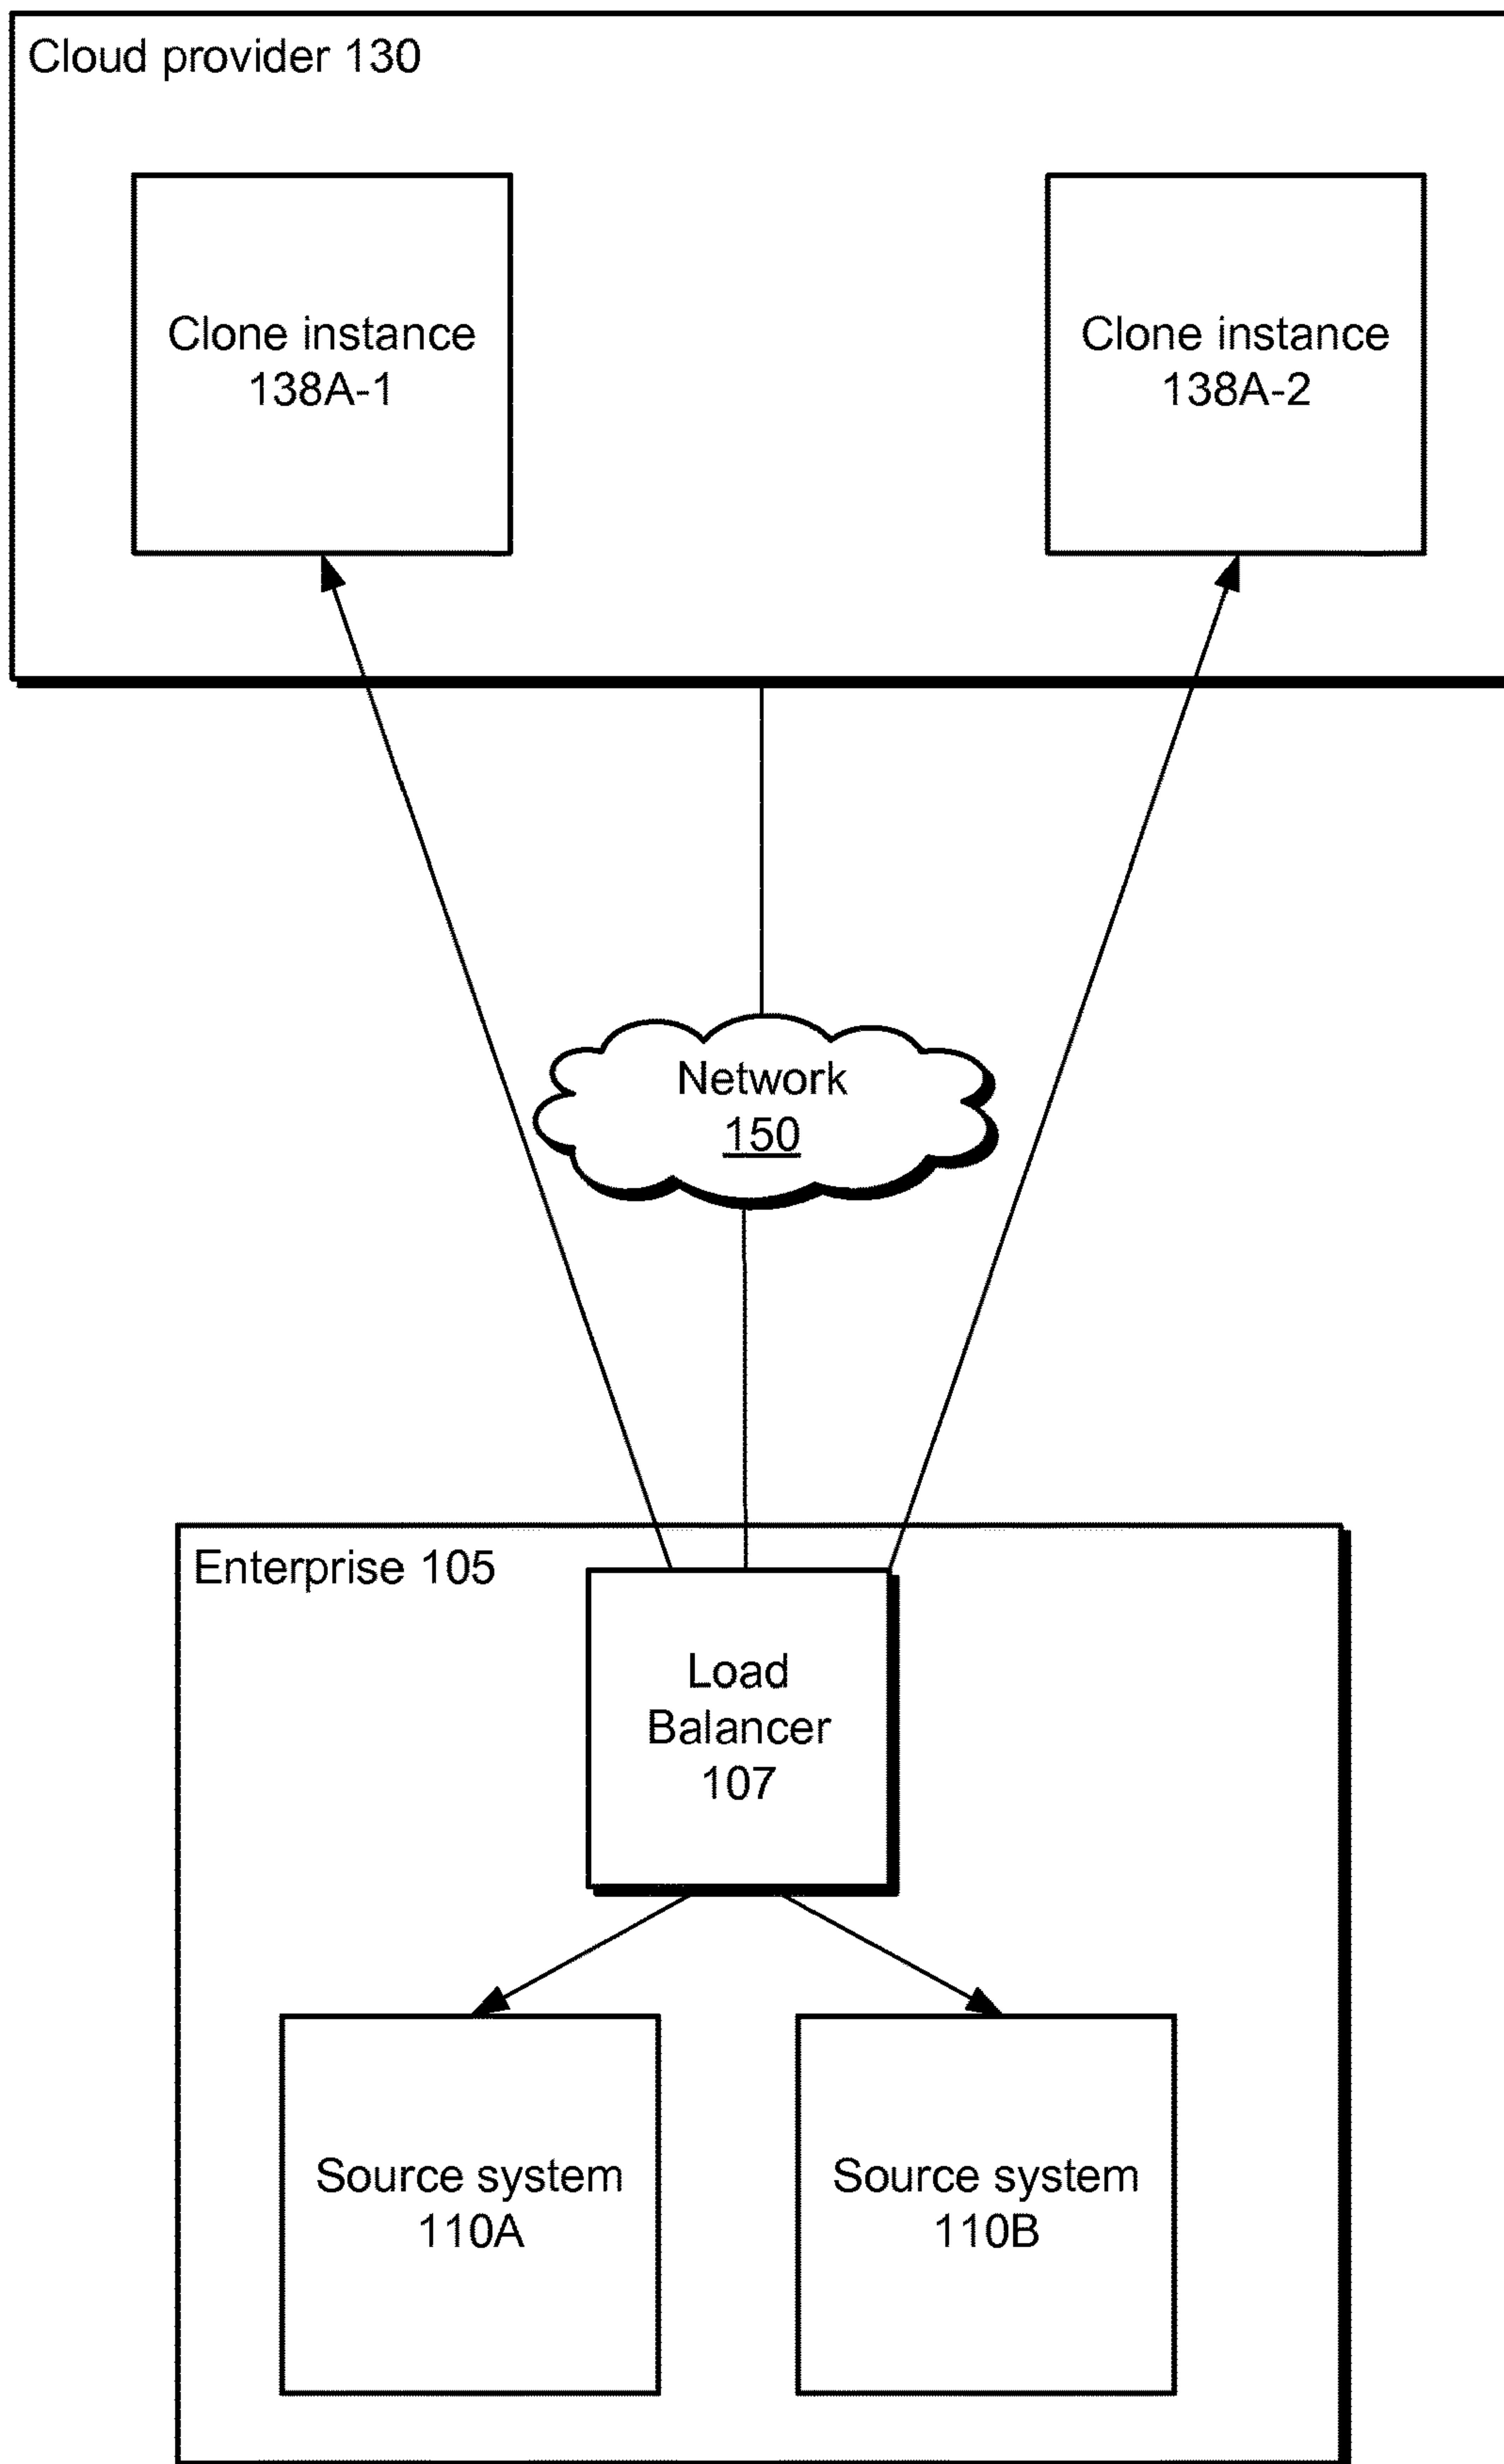 Cloud provider 130
Clone instance
138A-1
Clone instance
138A-2
Network
150
Enterprise 105
Load
Balancer
107
Source system
110A
Source system
110B